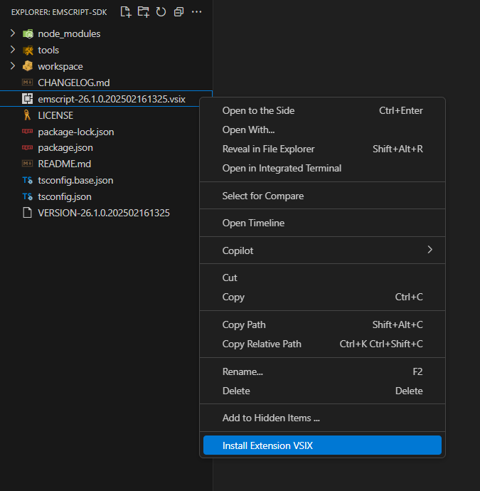 EXPLORER: EMSCRIPT-SDK
node_modules
tools
workspace
CHANGELOG.md
emscript-26.1.0.202502161325.vsix
LICENSE
package-lock.json
package.json
README.md
TS tsconfig.base.json
TS tsconfig.json
VERSION-26.1.0.202502161325
Open to the Side Ctrl+Enter
Open With...
Reveal in File Explorer Shift+Alt+R
Open in Integrated Terminal
Select for Compare
Open Timeline
Copilot
Cut
Copy Ctrl+C
Copy Path Shift+Alt+C
Copy Relative Path Ctrl+K Ctrl+Shift+C
Rename... F2
Delete Delete
Add to Hidden Items ...
Install Extension VSIX